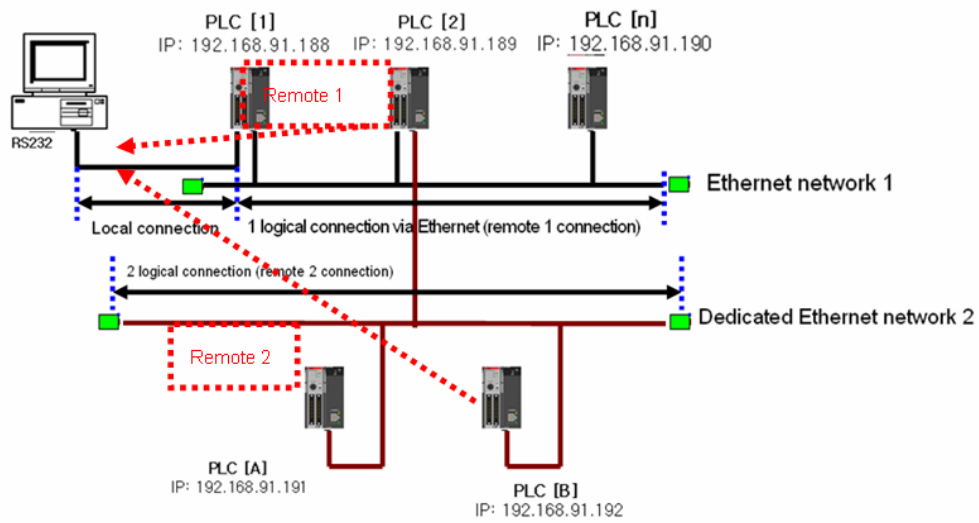 PLC [1]
IP: 192.168.91.188
PLC [2]
IP: 192.168.91.189
PLC [n]
IP: 192.168.91.190
Remote 1
RS232
Ethernet network 1
Local connection
1 logical connection via Ethernet (remote 1 connection)
2 logical connection (remote 2 connection)
Dedicated Ethernet network 2
Remote 2
PLC [A]
IP: 192.168.91.191
PLC [B]
IP: 192.168.91.192